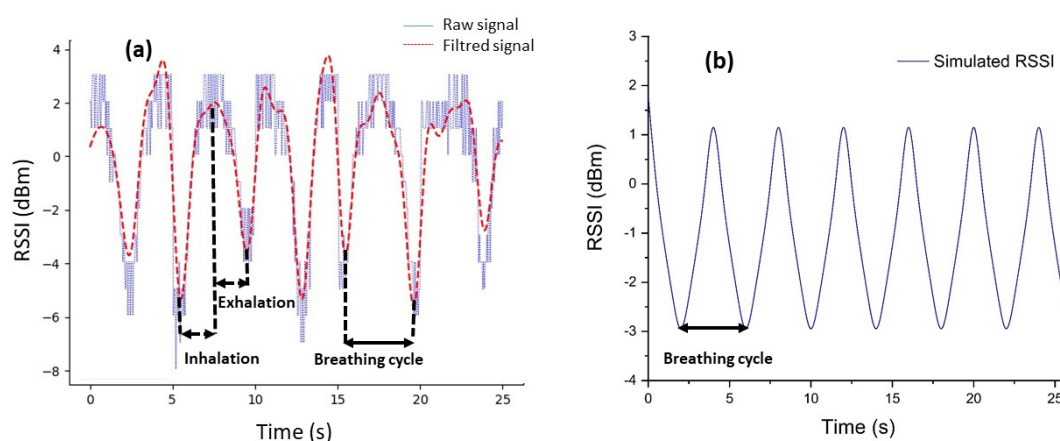 (a)
Raw signal
Filtred signal
RSSI (dBm)
4
2
0
−2
−4
−6
−8
Exhalation
Inhalation
Breathing cycle
0
5
10
15
20
25
Time (s)
(b)
Simulated RSSI
RSSI (dBm)
3
2
1
0
-1
-2
-3
-4
Breathing cycle
0
5
10
15
20
25
Time (s)